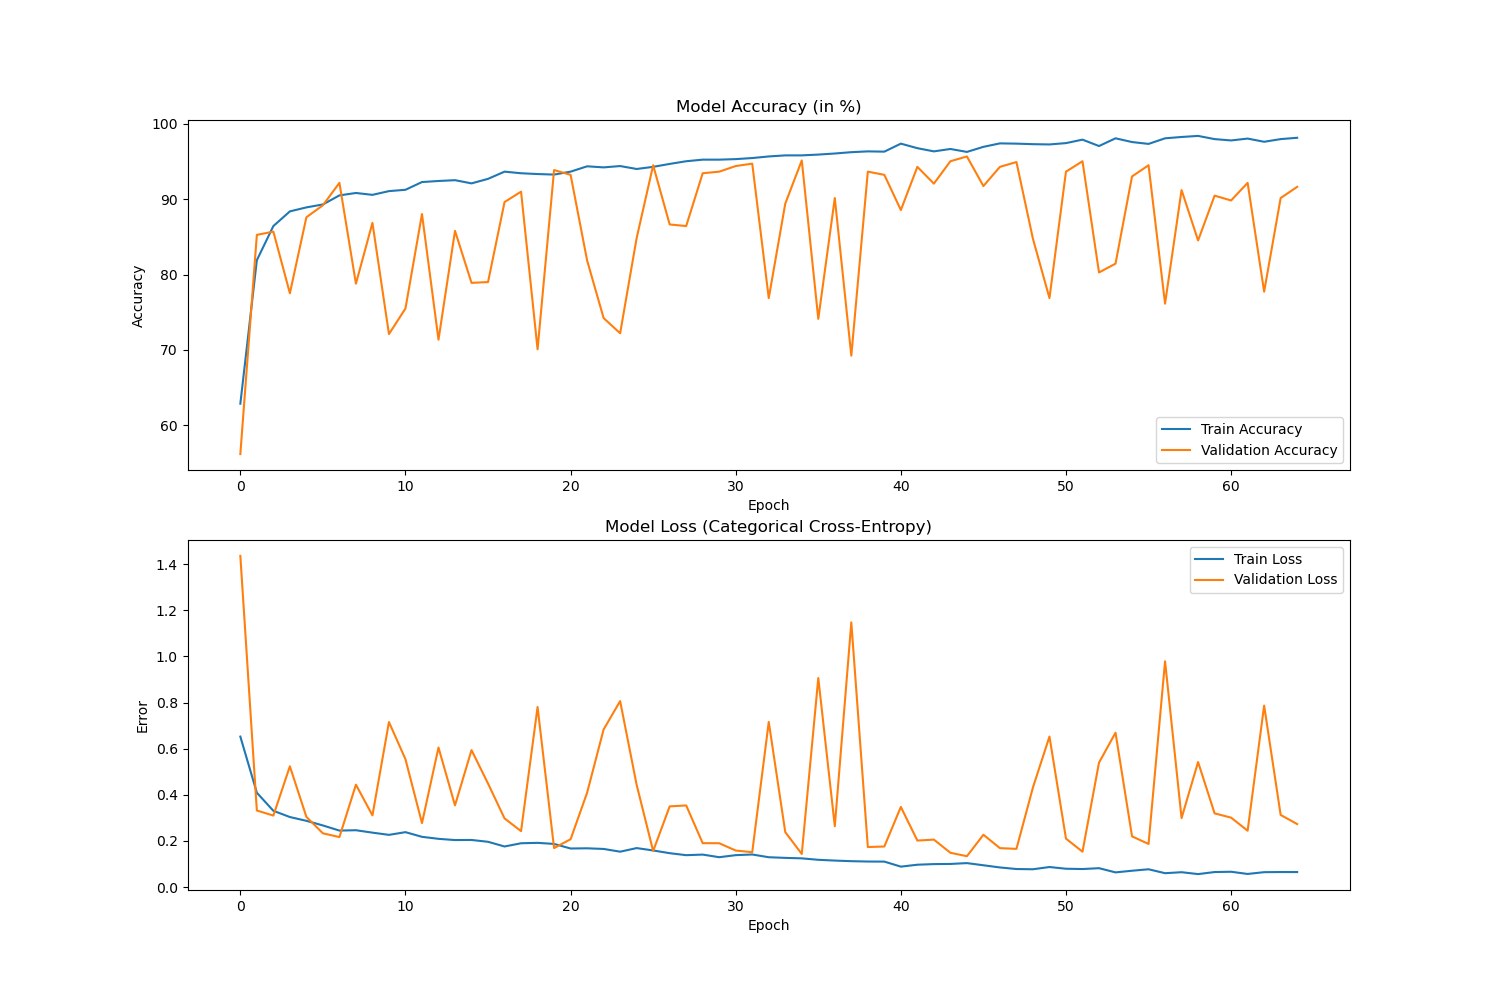 Model Accuracy (in %)
100
90
80
70
60
Accuracy
Train Accuracy
Validation Accuracy
0 10 20 30 40 50 60
Epoch
Model Loss (Categorical Cross-Entropy)
1.4
1.2
1.0
0.8
0.6
0.4
0.2
0.0
Error
Train Loss
Validation Loss
0 10 20 30 40 50 60
Epoch